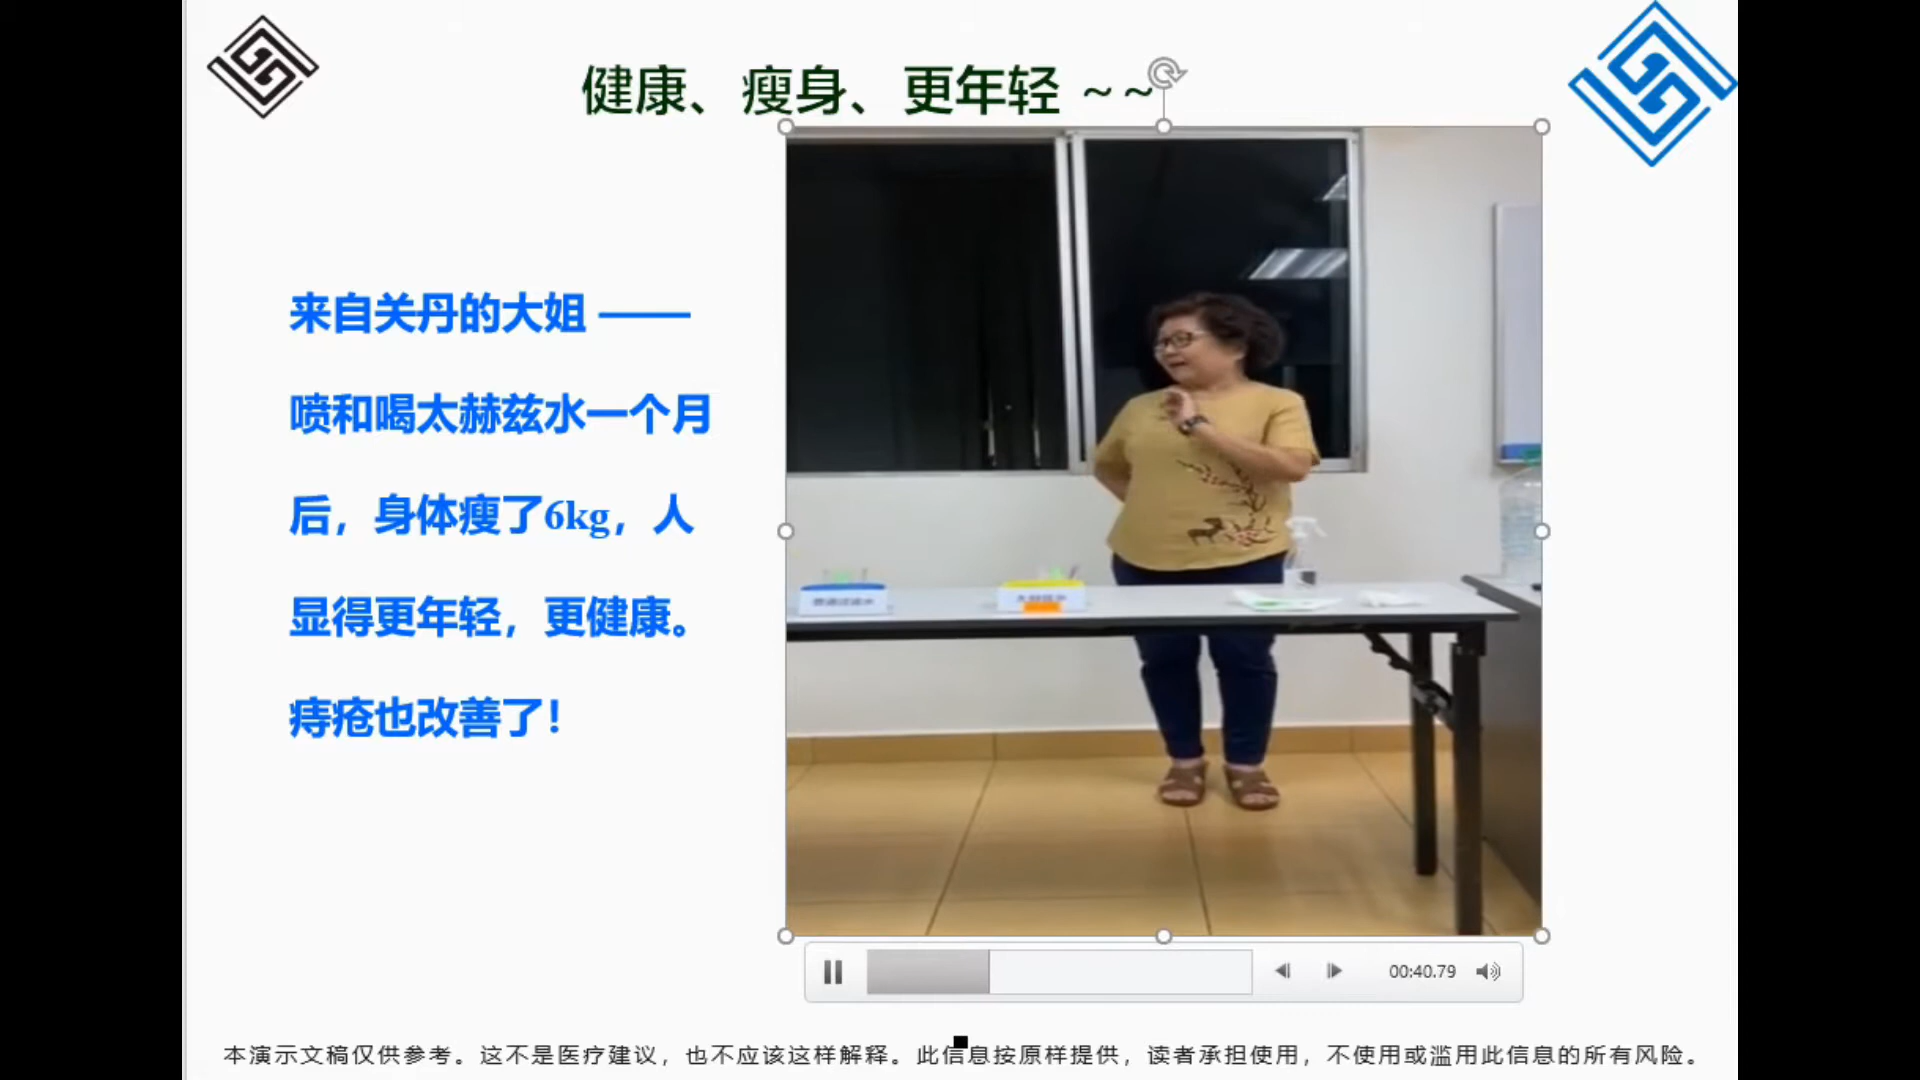 健康、瘦身、更年轻 ~~
来自关丹的大姐 ——
喷和喝太赫兹水一个月
后，身体瘦了6kg，人
显得更年轻，更健康。
痔疮也改善了！
00:40.79
本演示文稿仅供参考。这不是医疗建议，也不应该这样解释。此信息按原样提供，读者承担使用，不使用或滥用此信息的所有风险。